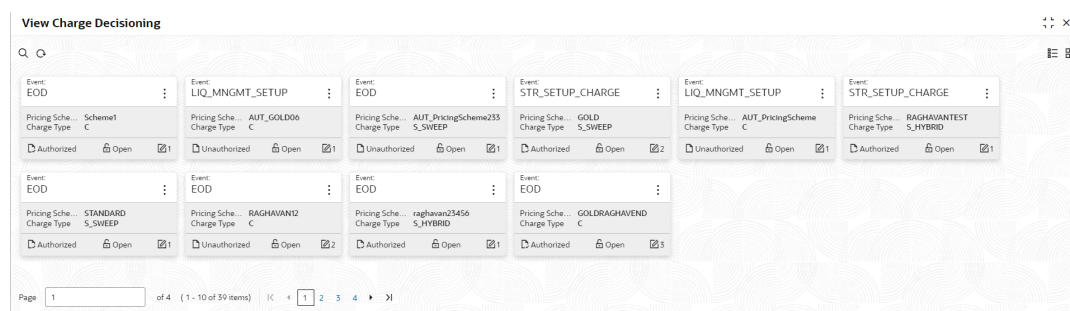 View Charge Decisioning
Event:
EOD
Pricing Sche... Scheme1
Charge Type C
Authorized Open 1
Event:
LIQ_MNGMT_SETUP
Pricing Sche... AUT_GOLD06
Charge Type C
Unauthorized Open 1
Event:
EOD
Pricing Sche... AUT_PricingScheme233
Charge Type S_SWEEP
Authorized Open 1
Event:
STR_SETUP_CHARGE
Pricing Sche... GOLD
Charge Type S_SWEEP
Authorized Open 2
Event:
LIQ_MNGMT_SETUP
Pricing Sche... AUT_PricingScheme
Charge Type C
Unauthorized Open 1
Event:
STR_SETUP_CHARGE
Pricing Sche... RAGHAVANTEST
Charge Type S_HYBRID
Authorized Open 1
Event:
EOD
Pricing Sche... STANDARD
Charge Type S_SWEEP
Authorized Open 1
Event:
EOD
Pricing Sche... RAGHAVAN12
Charge Type C
Unauthorized Open 2
Event:
EOD
Pricing Sche... raghavan23456
Charge Type S_HYBRID
Authorized Open 1
Event:
EOD
Pricing Sche... GOLDRAGHAVEND
Charge Type C
Authorized Open 3
Page 1 of 4 (1 - 10 of 39 items) 1 2 3 4